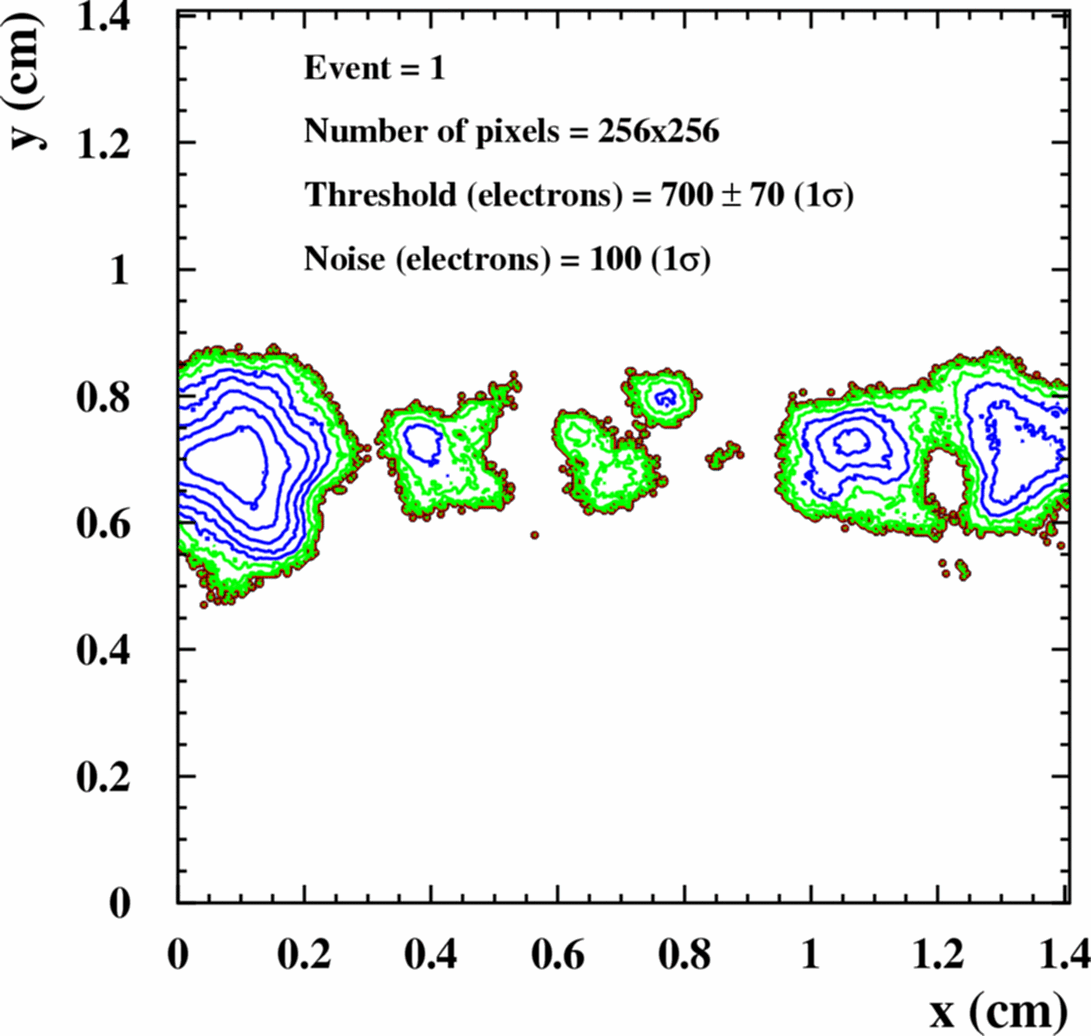 y (cm)
1.4
Event = 1
Number of pixels = 256x256
1.2
Threshold (electrons) = 700 ± 70 (1σ)
Noise (electrons) = 100 (1σ)
1
0.8
0.6
0.4
0.2
0
0 0.2 0.4 0.6 0.8 1 1.2 1.4
x (cm)